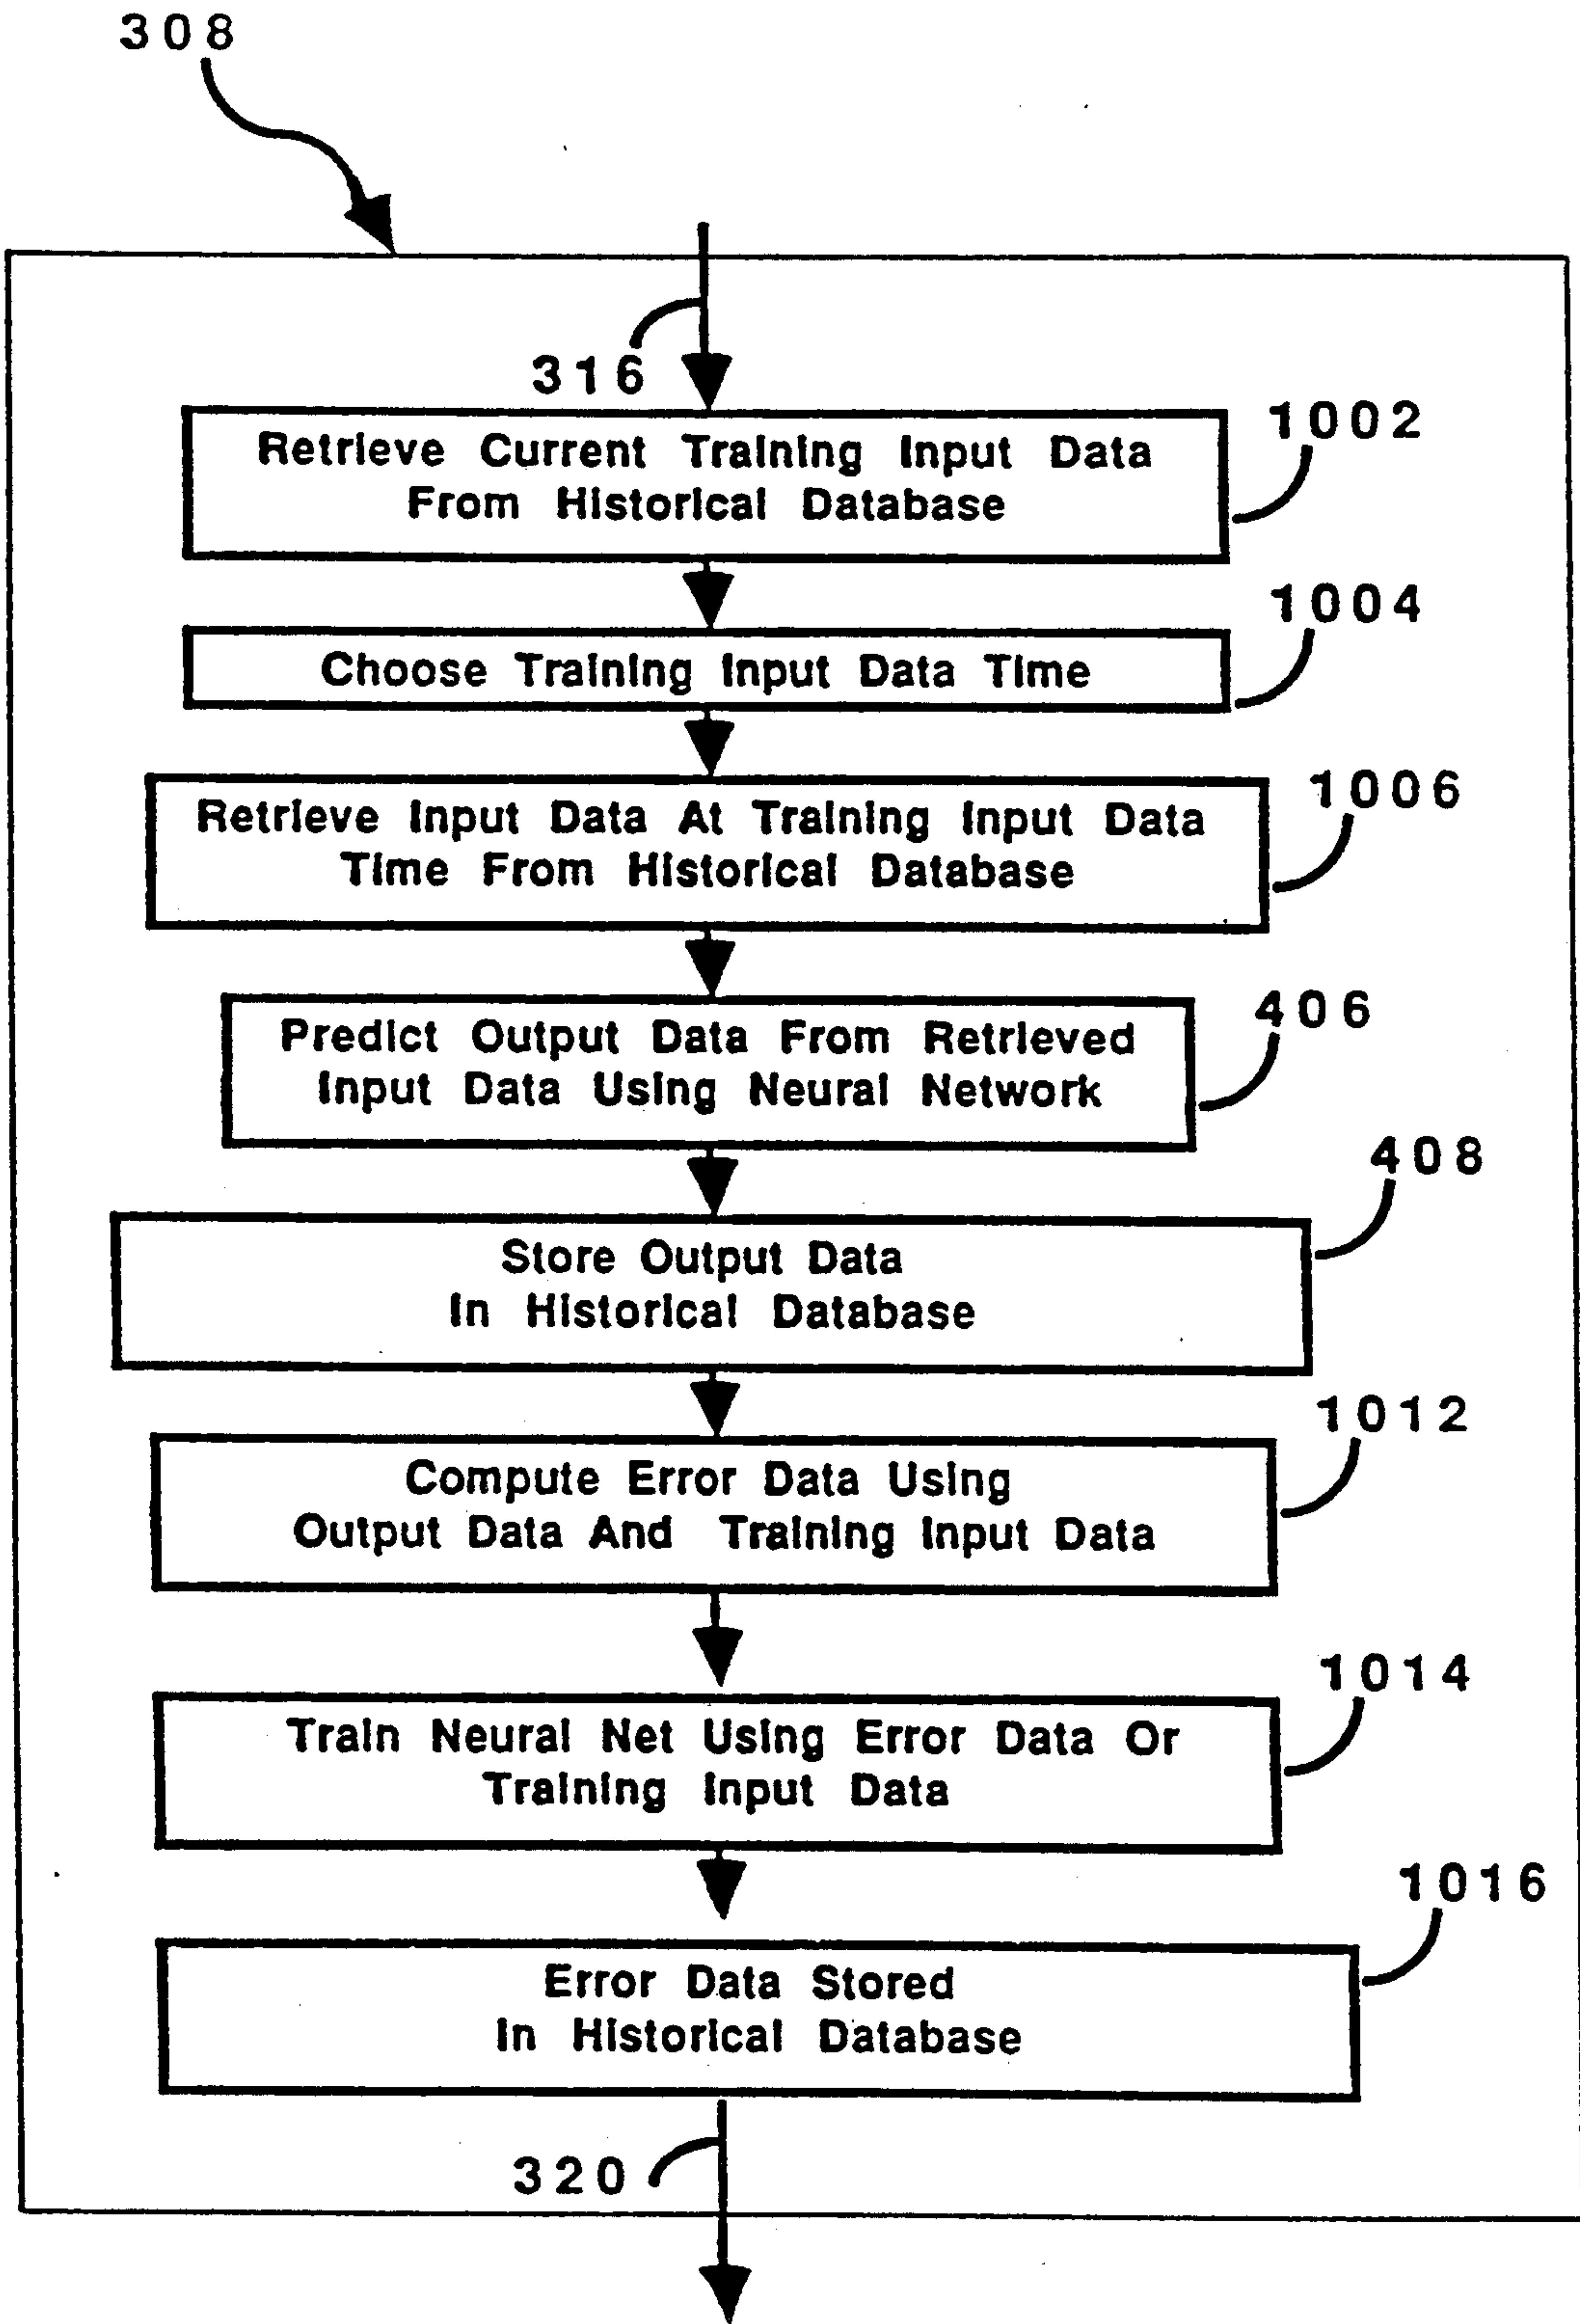 308
316
Retrieve Current Training Input Data
From Historical Database
1002
Choose Training Input Data Time
1004
Retrieve Input Data At Training Input Data
Time From Historical Database
1006
Predict Output Data From Retrieved
Input Data Using Neural Network
406
Store Output Data
In Historical Database
408
Compute Error Data Using
Output Data And Training Input Data
1012
Train Neural Net Using Error Data Or
Training Input Data
1014
Error Data Stored
In Historical Database
1016
320